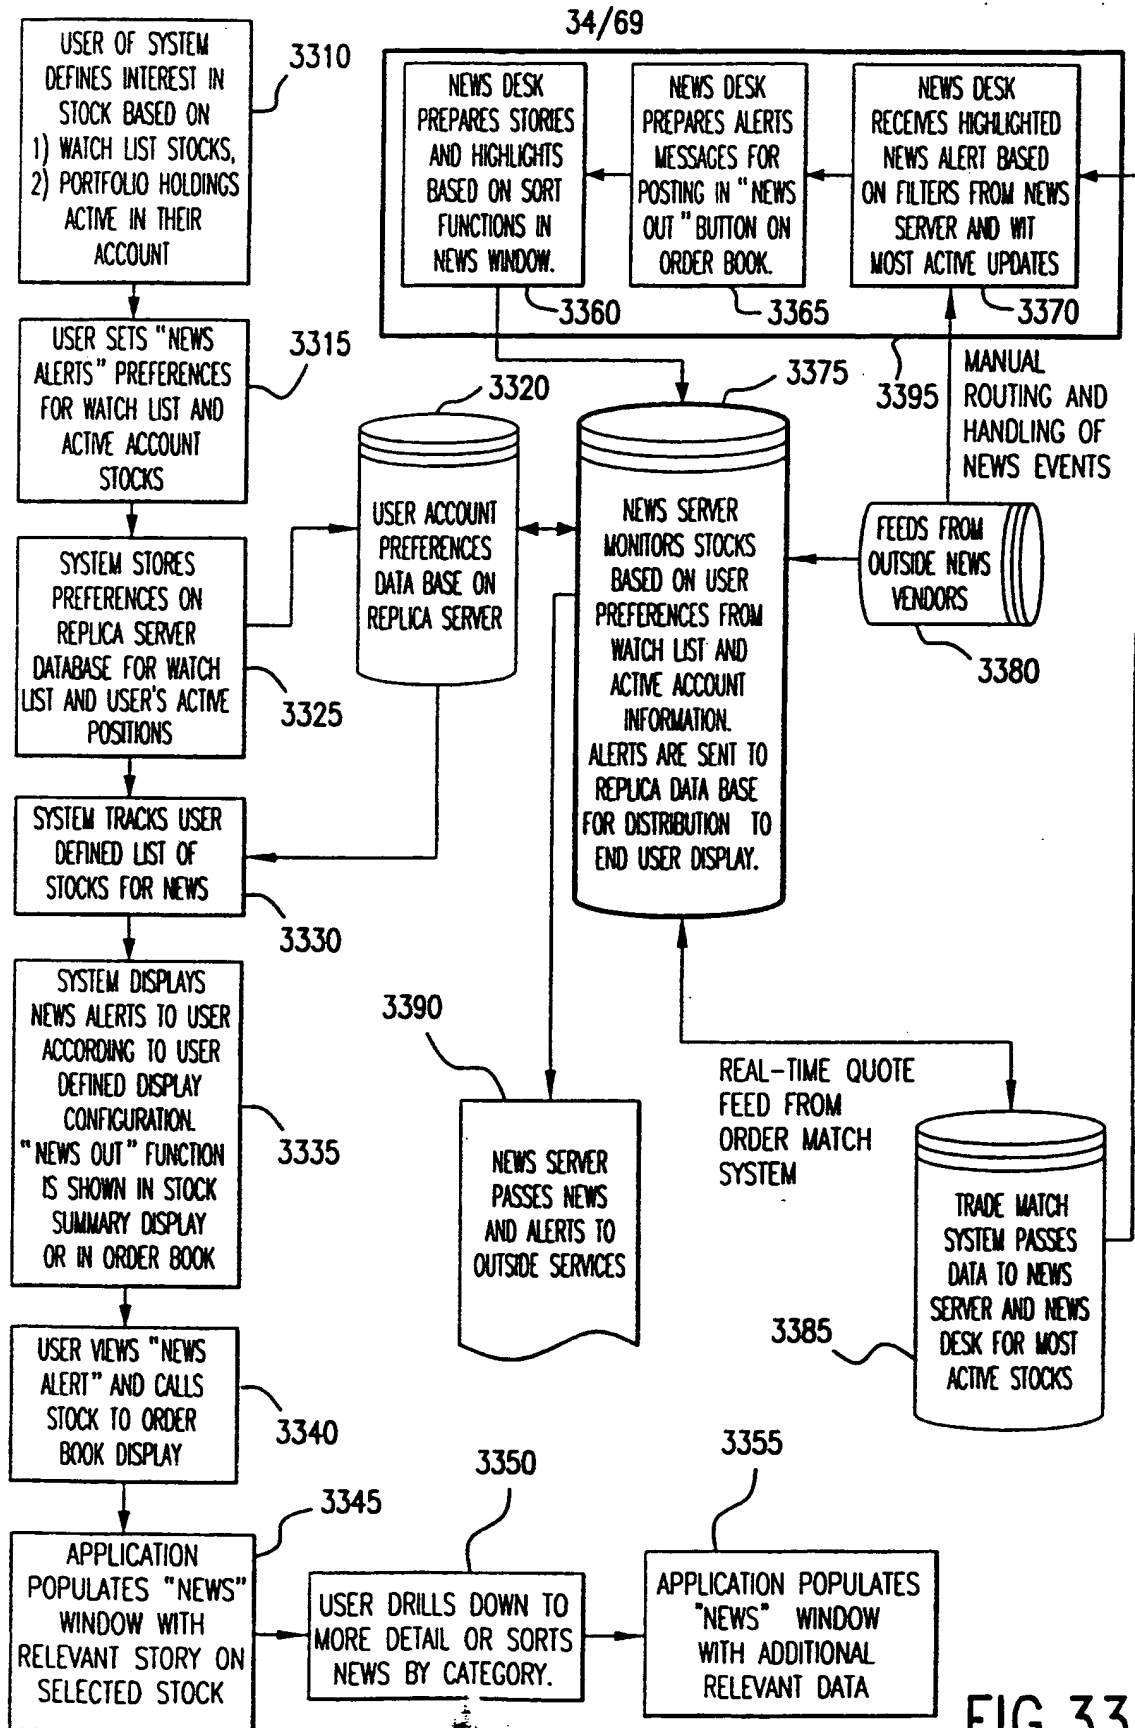 34/69
USER OF SYSTEM
DEFINES INTEREST IN
STOCK BASED ON
1) WATCH LIST STOCKS,
2) PORTFOLIO HOLDINGS
ACTIVE IN THEIR
ACCOUNT
3310
USER SETS "NEWS
ALERTS" PREFERENCES
FOR WATCH LIST AND
ACTIVE ACCOUNT
STOCKS
3315
SYSTEM STORES
PREFERENCES ON
REPLICA SERVER
DATABASE FOR WATCH
LIST AND USER'S ACTIVE
POSITIONS
3325
SYSTEM TRACKS USER
DEFINED LIST OF
STOCKS FOR NEWS
3330
SYSTEM DISPLAYS
NEWS ALERTS TO USER
ACCORDING TO USER
DEFINED DISPLAY
CONFIGURATION.
"NEWS OUT" FUNCTION
IS SHOWN IN STOCK
SUMMARY DISPLAY
OR IN ORDER BOOK
3335
USER VIEWS "NEWS
ALERT" AND CALLS
STOCK TO ORDER
BOOK DISPLAY
3340
APPLICATION
POPULATES "NEWS"
WINDOW WITH
RELEVANT STORY ON
SELECTED STOCK
3345
USER DRILLS DOWN TO
MORE DETAIL OR SORTS
NEWS BY CATEGORY.
3350
APPLICATION POPULATES
"NEWS" WINDOW
WITH ADDITIONAL
RELEVANT DATA
3355
NEWS DESK
PREPARES STORIES
AND HIGHLIGHTS
BASED ON SORT
FUNCTIONS IN
NEWS WINDOW.
3360
NEWS DESK
PREPARES ALERTS
MESSAGES FOR
POSTING IN "NEWS
OUT" BUTTON ON
ORDER BOOK.
3365
NEWS DESK
RECEIVES HIGHLIGHTED
NEWS ALERT BASED
ON FILTERS FROM NEWS
SERVER AND WIT
MOST ACTIVE UPDATES
3370
3395
MANUAL
ROUTING AND
HANDLING OF
NEWS EVENTS
3320
USER ACCOUNT
PREFERENCES
DATA BASE ON
REPLICA SERVER
3375
NEWS SERVER
MONITORS STOCKS
BASED ON USER
PREFERENCES FROM
WATCH LIST AND
ACTIVE ACCOUNT
INFORMATION.
ALERTS ARE SENT TO
REPLICA DATA BASE
FOR DISTRIBUTION TO
END USER DISPLAY.
FEEDS FROM
OUTSIDE NEWS
VENDORS
3380
3390
NEWS SERVER
PASSES NEWS
AND ALERTS TO
OUTSIDE SERVICES
REAL-TIME QUOTE
FEED FROM
ORDER MATCH
SYSTEM
TRADE MATCH
SYSTEM PASSES
DATA TO NEWS
SERVER AND NEWS
DESK FOR MOST
ACTIVE STOCKS
3385
FIG.33